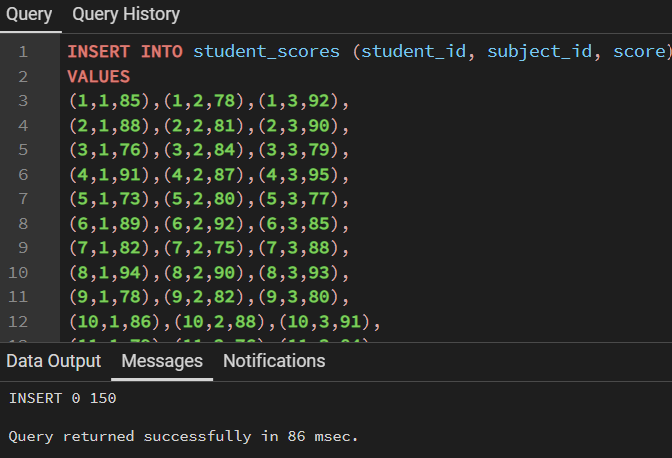 Query Query History
1 INSERT INTO student_scores (student_id, subject_id, score)
2 VALUES
3 (1,1,85),(1,2,78),(1,3,92),
4 (2,1,88),(2,2,81),(2,3,90),
5 (3,1,76),(3,2,84),(3,3,79),
6 (4,1,91),(4,2,87),(4,3,95),
7 (5,1,73),(5,2,80),(5,3,77),
8 (6,1,89),(6,2,92),(6,3,85),
9 (7,1,82),(7,2,75),(7,3,88),
10 (8,1,94),(8,2,90),(8,3,93),
11 (9,1,78),(9,2,82),(9,3,80),
12 (10,1,86),(10,2,88),(10,3,91),
Data Output Messages Notifications
INSERT 0 150
Query returned successfully in 86 msec.